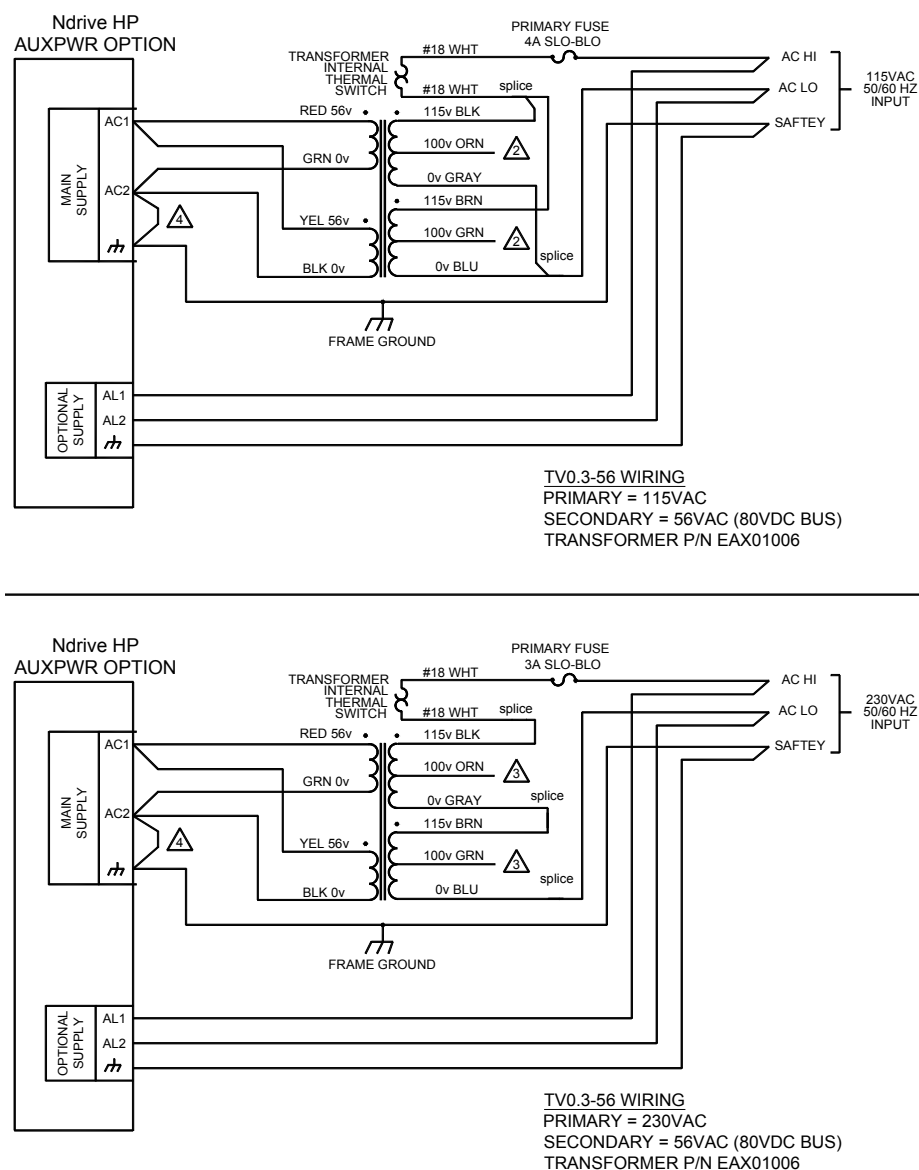 Ndrive HP
AUXPWR OPTION
PRIMARY FUSE
4A SLO-BLO
TRANSFORMER
INTERNAL
THERMAL
SWITCH
#18 WHT
#18 WHT
splice
AC HI
AC LO
SAFTEY
115VAC
50/60 HZ
INPUT
MAIN
SUPPLY
AC1
AC2
4
RED 56v
GRN 0v
YEL 56v
BLK 0v
115v BLK
100v ORN
2
0v GRAY
115v BRN
100v GRN
2
0v BLU
splice
FRAME GROUND
OPTIONAL
SUPPLY
AL1
AL2
TV0.3-56 WIRING
PRIMARY = 115VAC
SECONDARY = 56VAC (80VDC BUS)
TRANSFORMER P/N EAX01006
Ndrive HP
AUXPWR OPTION
PRIMARY FUSE
3A SLO-BLO
TRANSFORMER
INTERNAL
THERMAL
SWITCH
#18 WHT
#18 WHT
splice
AC HI
AC LO
SAFTEY
230VAC
50/60 HZ
INPUT
MAIN
SUPPLY
AC1
AC2
4
RED 56v
GRN 0v
YEL 56v
BLK 0v
115v BLK
100v ORN
3
0v GRAY
splice
115v BRN
100v GRN
3
0v BLU
splice
FRAME GROUND
OPTIONAL
SUPPLY
AL1
AL2
TV0.3-56 WIRING
PRIMARY = 230VAC
SECONDARY = 56VAC (80VDC BUS)
TRANSFORMER P/N EAX01006